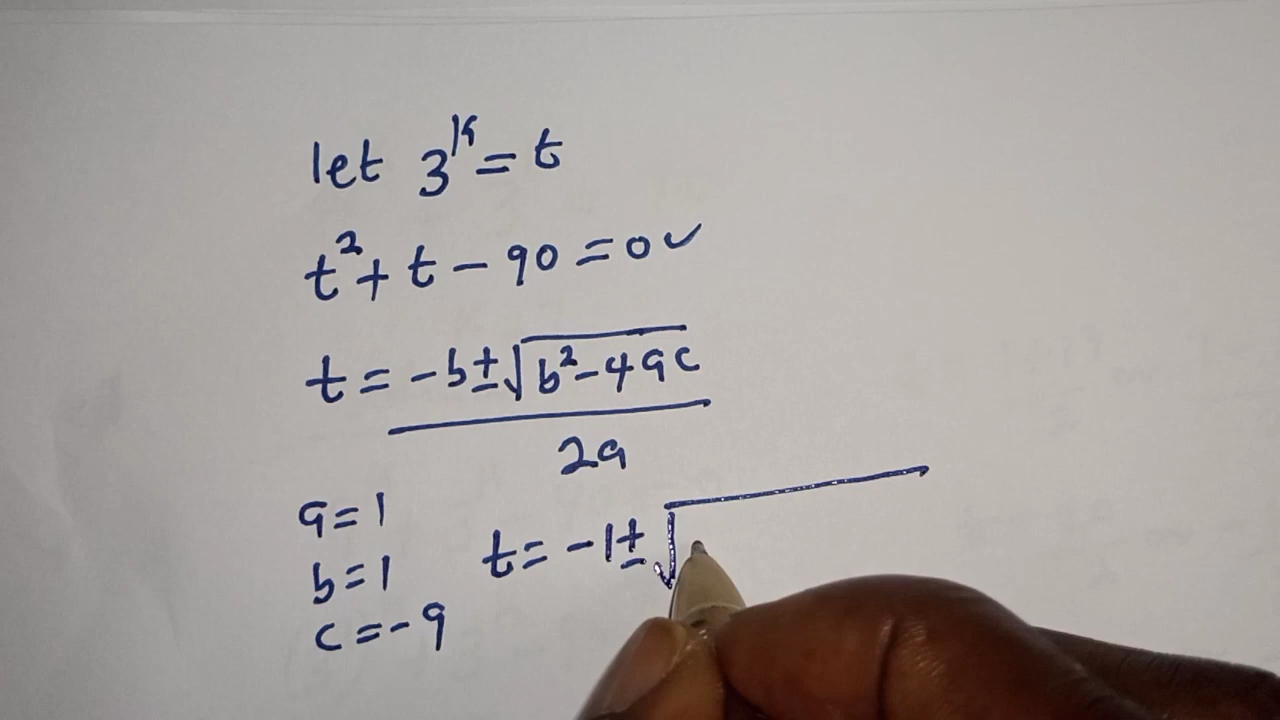 let 3^k = t
t² + t - 90 = 0 ✓
t = -b ± √(b² - 4ac)
2a
a = 1
b = 1
c = -9
t = -1 ± √